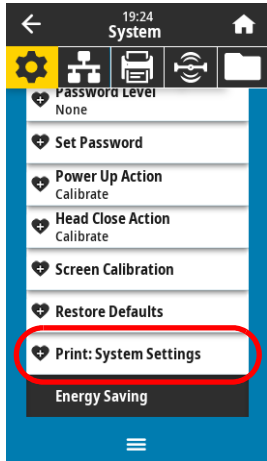 19:24
System
Password Level
None
Set Password
Power Up Action
Calibrate
Head Close Action
Calibrate
Screen Calibration
Restore Defaults
Print: System Settings
Energy Saving